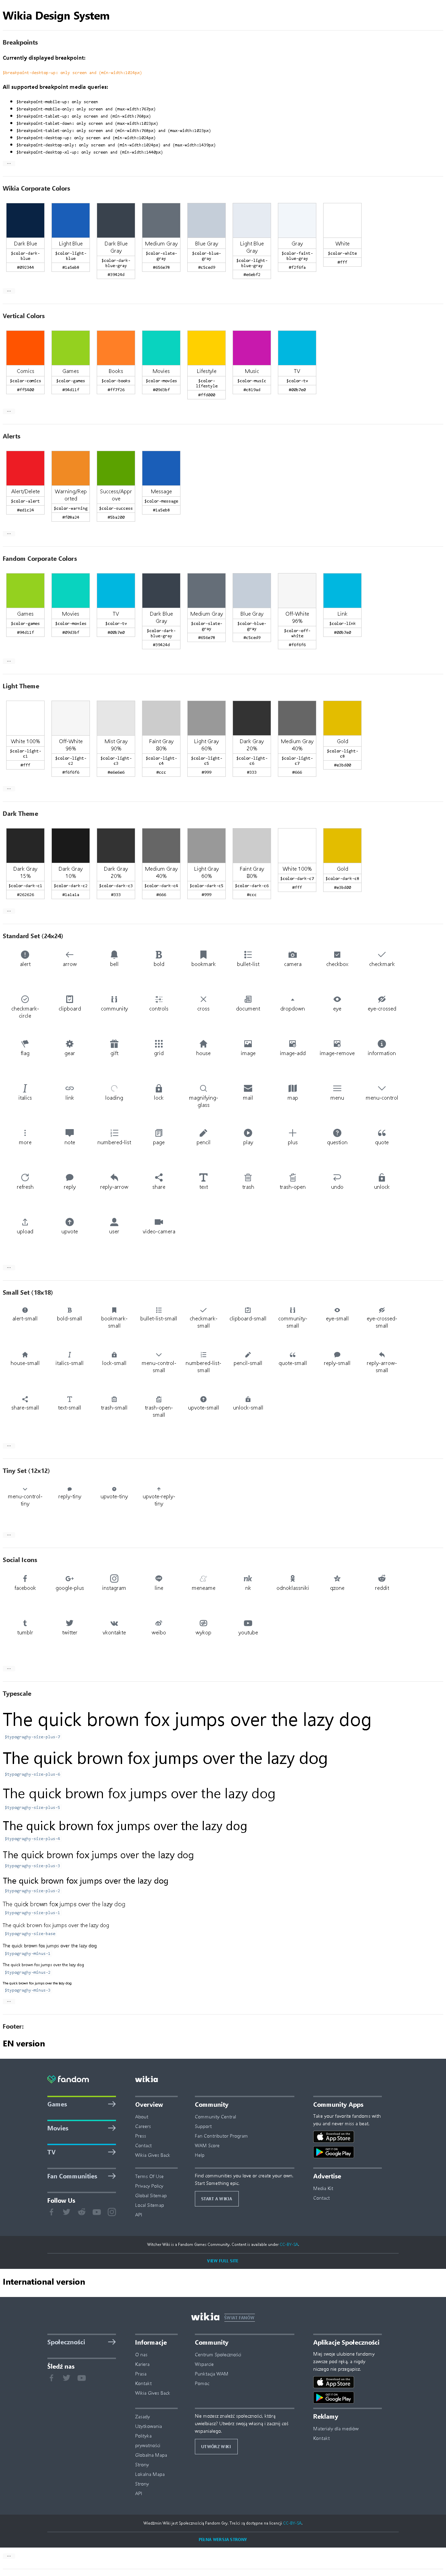 Wikia Design System
Breakpoints
Currently displayed breakpoint:
$breakpoint-desktop-up: only screen and (min-width:1024px)
All supported breakpoint media queries:
$breakpoint-mobile-up: only screen
$breakpoint-mobile-only: only screen and (max-width:767px)
$breakpoint-tablet-up: only screen and (min-width:768px)
$breakpoint-tablet-down: only screen and (max-width:1023px)
$breakpoint-tablet-only: only screen and (min-width:768px) and (max-width:1023px)
$breakpoint-desktop-up: only screen and (min-width:1024px)
$breakpoint-desktop-only: only screen and (min-width:1024px) and (max-width:1439px)
$breakpoint-desktop-xl-up: only screen and (min-width:1440px)
Wikia Corporate Colors
Dark Blue Light Blue Dark Blue Gray Medium Gray Blue Gray Light Blue Gray Gray White
$color-dark-blue $color-light-blue $color-dark-blue-gray $color-slate-gray $color-blue-gray $color-light-blue-gray $color-faint-blue-gray $color-white
#092344 #1a5eb8 #39424d #656e78 #c5ced9 #ebebf2 #f2f6fa #fff
Vertical Colors
Comics Games Books Movies Lifestyle Music TV
$color-comics $color-games $color-books $color-movies $color-lifestyle $color-music $color-tv
#ff5400 #94d11f #ff7f26 #09d3bf #ffd000 #c819ad #00b7e0
Alerts
Alert/Delete Warning/Reported Success/Approve Message
$color-alert $color-warning $color-success $color-message
#ed1c24 #f08a24 #5ba200 #1a5eb8
Fandom Corporate Colors
Games Movies TV Dark Blue Gray Medium Gray Blue Gray Off-White 96% Link
$color-games $color-movies $color-tv $color-dark-blue-gray $color-slate-gray $color-blue-gray $color-off-white $color-link
#94d11f #09d3bf #00b7e0 #39424d #656e78 #c5ced9 #f6f6f6 #00b7e0
Light Theme
White 100% Off-White 96% Mist Gray 90% Faint Gray 80% Light Gray 60% Dark Gray 20% Medium Gray 40% Gold
$color-light-c1 $color-light-c2 $color-light-c3 $color-light-c4 $color-light-c5 $color-light-c6 $color-light-c7 $color-light-c8
#fff #f6f6f6 #e6e6e6 #ccc #999 #333 #666 #e3bd00
Dark Theme
Dark Gray 15% Dark Gray 10% Dark Gray 20% Medium Gray 40% Light Gray 60% Faint Gray 80% White 100% Gold
$color-dark-c1 $color-dark-c2 $color-dark-c3 $color-dark-c4 $color-dark-c5 $color-dark-c6 $color-dark-c7 $color-dark-c8
#262626 #1a1a1a #333 #666 #999 #ccc #fff #e3bd00
Standard Set (24x24)
alert arrow bell bold bookmark bullet-list camera checkbox checkmark
checkmark-circle clipboard community controls cross document dropdown eye eye-crossed
flag gear gift grid house image image-add image-remove information
italics link loading lock magnifying-glass mail map menu menu-control
more note numbered-list page pencil play plus question quote
refresh reply reply-arrow share text trash trash-open undo unlock
upload upvote user video-camera
Small Set (18x18)
alert-small bold-small bookmark-small bullet-list-small checkmark-small clipboard-small community-small eye-small eye-crossed-small
house-small italics-small lock-small menu-control-small numbered-list-small pencil-small quote-small reply-small reply-arrow-small
share-small text-small trash-small trash-open-small upvote-small unlock-small
Tiny Set (12x12)
menu-control-tiny reply-tiny upvote-tiny upvote-reply-tiny
Social Icons
facebook google-plus instagram line meneame nk odnoklassniki qzone reddit
tumblr twitter vkontakte weibo wykop youtube
Typescale
The quick brown fox jumps over the lazy dog
$typography-size-plus-7
The quick brown fox jumps over the lazy dog
$typography-size-plus-6
The quick brown fox jumps over the lazy dog
$typography-size-plus-5
The quick brown fox jumps over the lazy dog
$typography-size-plus-4
The quick brown fox jumps over the lazy dog
$typography-size-plus-3
The quick brown fox jumps over the lazy dog
$typography-size-plus-2
The quick brown fox jumps over the lazy dog
$typography-size-plus-1
The quick brown fox jumps over the lazy dog
$typography-size-base
The quick brown fox jumps over the lazy dog
$typography-minus-1
The quick brown fox jumps over the lazy dog
$typography-minus-2
The quick brown fox jumps over the lazy dog
$typography-minus-3
Footer:
EN version
fandom wikia
Games
Movies
TV
Fan Communities
Follow Us
Overview
About
Careers
Press
Contact
Wikia Gives Back
Terms Of Use
Privacy Policy
Global Sitemap
Local Sitemap
API
Community
Community Central
Support
Fan Contributor Program
WAM Score
Help
Find communities you love or create your own. Start Something epic.
START A WIKIA
Community Apps
Take your favorite fandoms with you and never miss a beat.
Download on the App Store
GET IT ON Google Play
Advertise
Media Kit
Contact
Witcher Wiki is a Fandom Games Community. Content is available under CC-BY-SA.
VIEW FULL SITE
International version
wikia ŚWIAT FANÓW
Społeczności
Śledź nas
Informacje
O nas
Kariera
Prasa
Kontakt
Wikia Gives Back
Zasady Użytkowania
Polityka prywatności
Globalna Mapa Strony
Lokalna Mapa Strony
API
Community
Centrum Społeczności
Wsparcie
Punktacja WAM
Pomoc
Nie możesz znaleźć społeczności, którą uwielbiasz? Utwórz swoją własną i zacznij coś wspaniałego.
UTWÓRZ WIKI
Aplikacje Społeczności
Miej swoje ulubione fandomy zawsze pod ręką, a nigdy niczego nie przegapisz.
Download on the App Store
GET IT ON Google Play
Reklamy
Materiały dla mediów
Kontakt
Wiedźmin Wiki jest Społecznością Fandom Gry. Treści są dostępne na licencji CC-BY-SA.
PEŁNA WERSJA STRONY